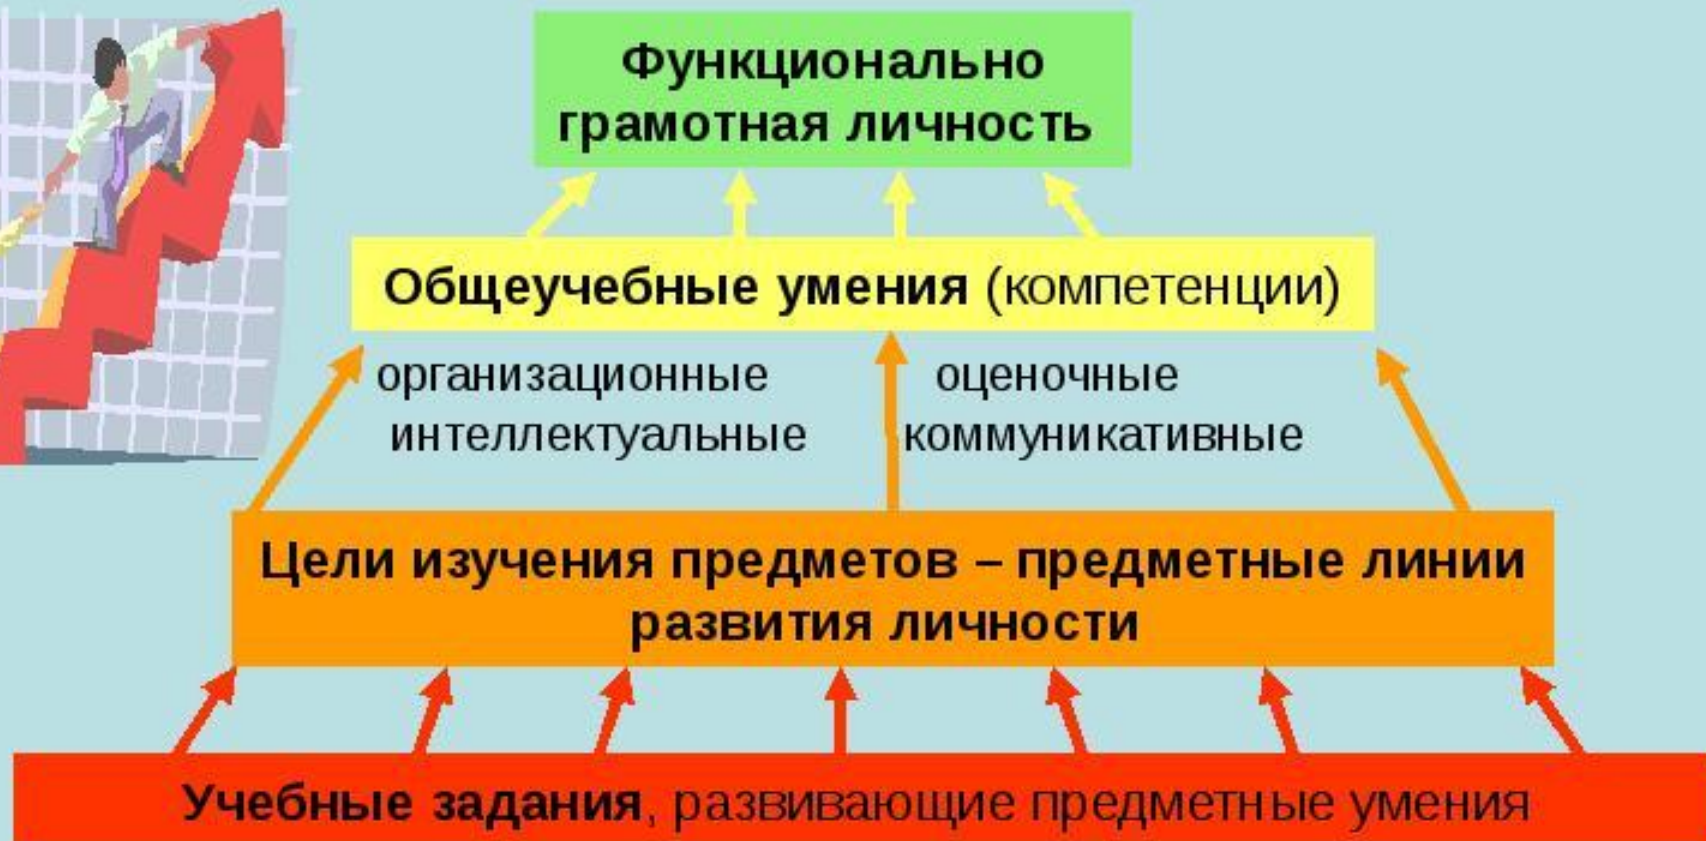 Функционально
грамотная личность
Общеучебные умения (компетенции)
организационные оценочные
интеллектуальные коммуникативные
Цели изучения предметов – предметные линии
развития личности
Учебные задания, развивающие предметные умения